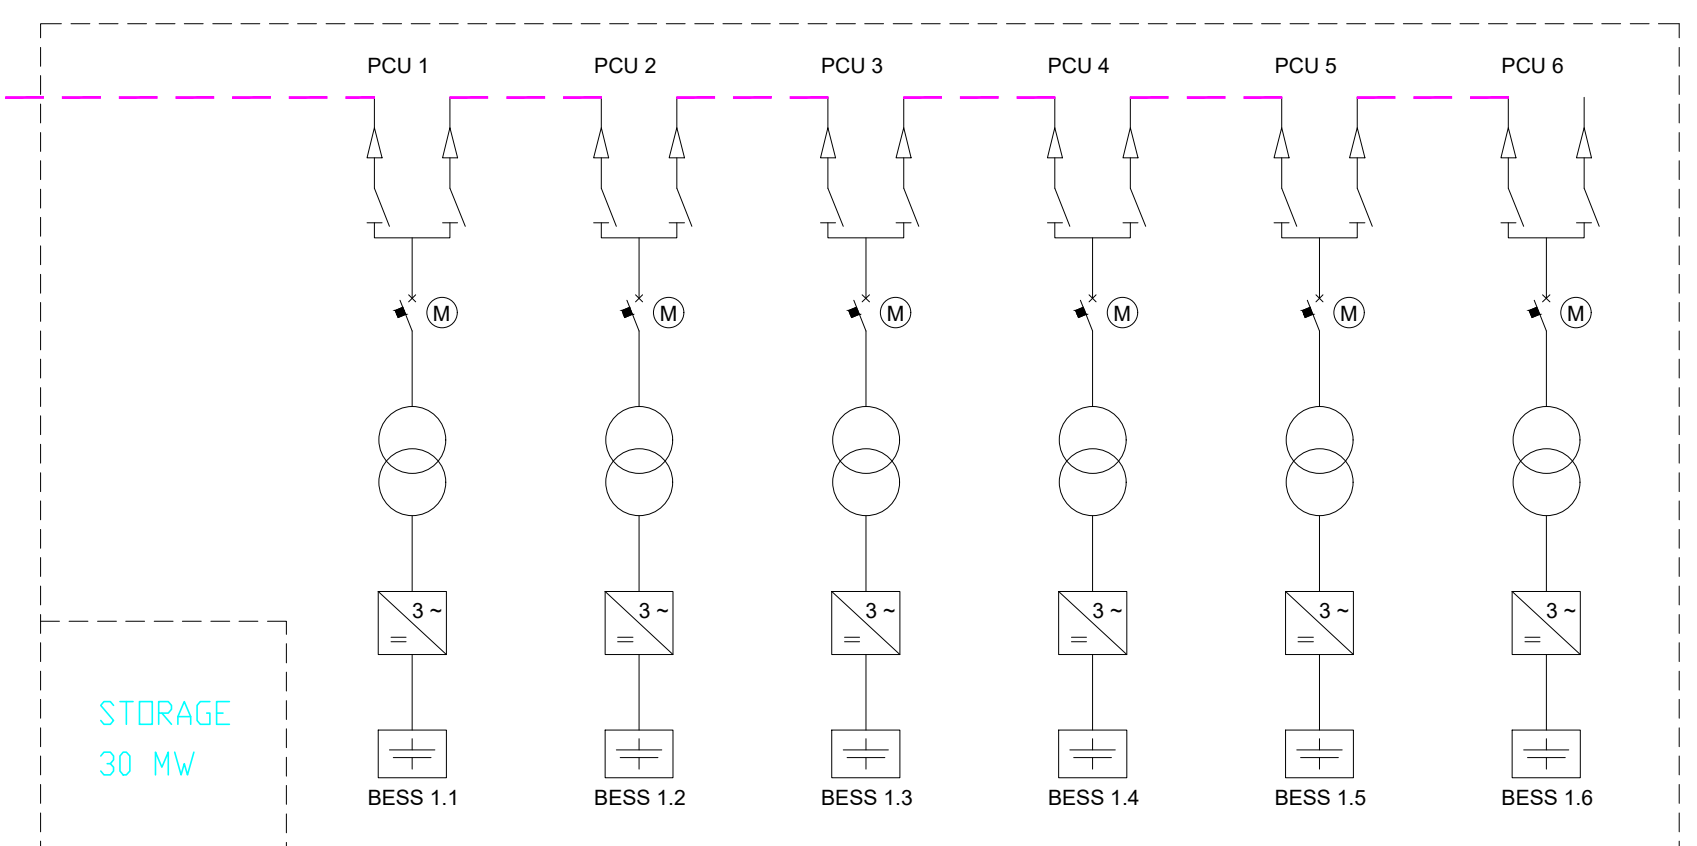 PCU 1
PCU 2
PCU 3
PCU 4
PCU 5
PCU 6
M
M
M
M
M
M
3 ~
3 ~
3 ~
3 ~
3 ~
3 ~
STORAGE
30 MW
BESS 1.1
BESS 1.2
BESS 1.3
BESS 1.4
BESS 1.5
BESS 1.6